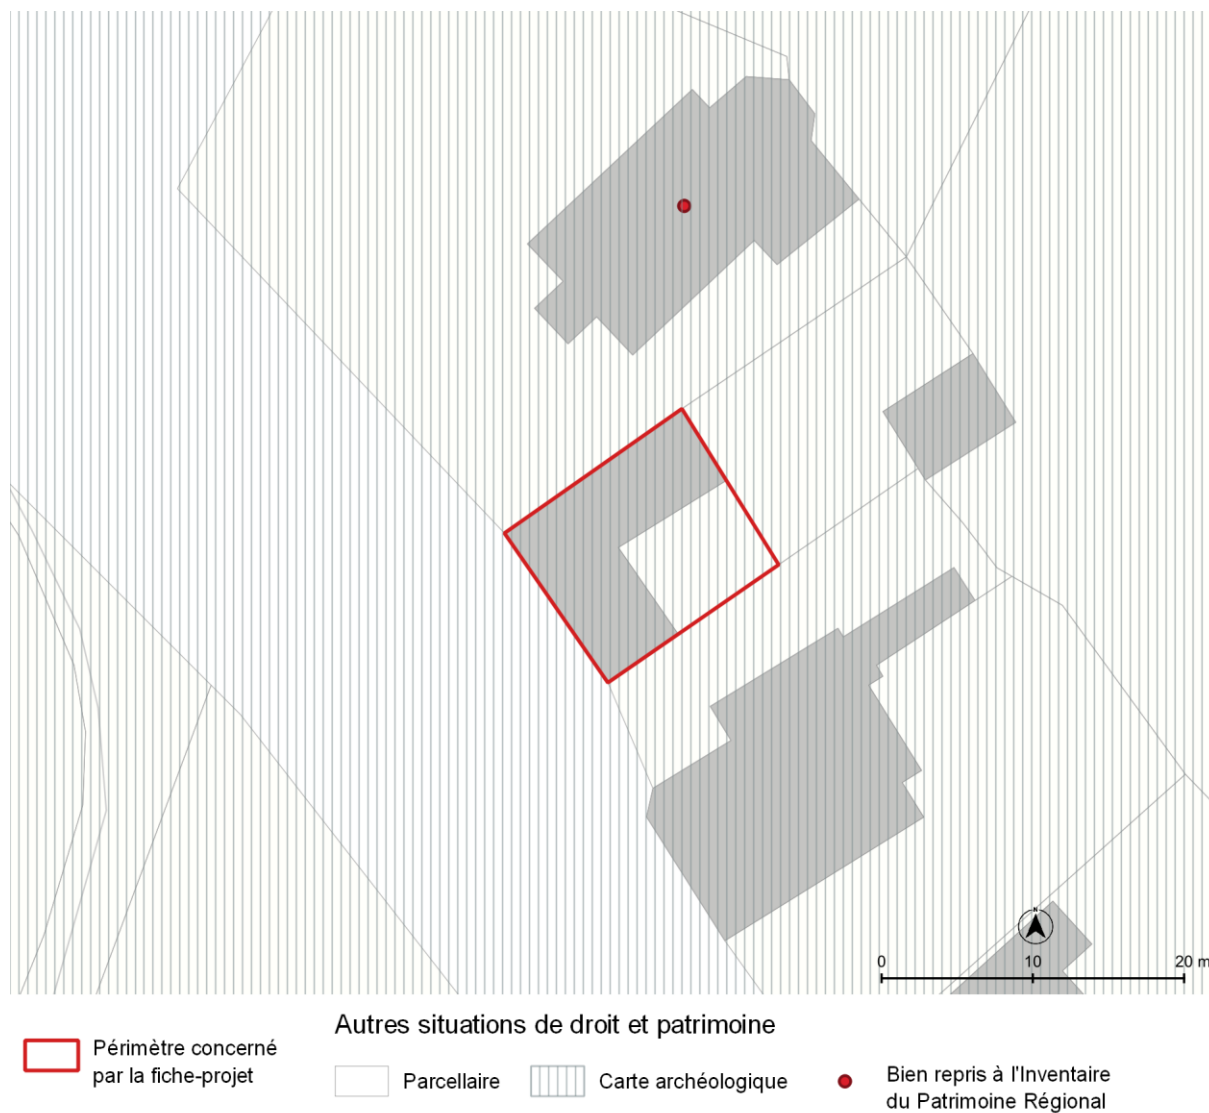 N
0 10 20 m
Autres situations de droit et patrimoine
Périmètre concerné
par la fiche-projet
Parcellaire
Carte archéologique
Bien repris à l'Inventaire
du Patrimoine Régional